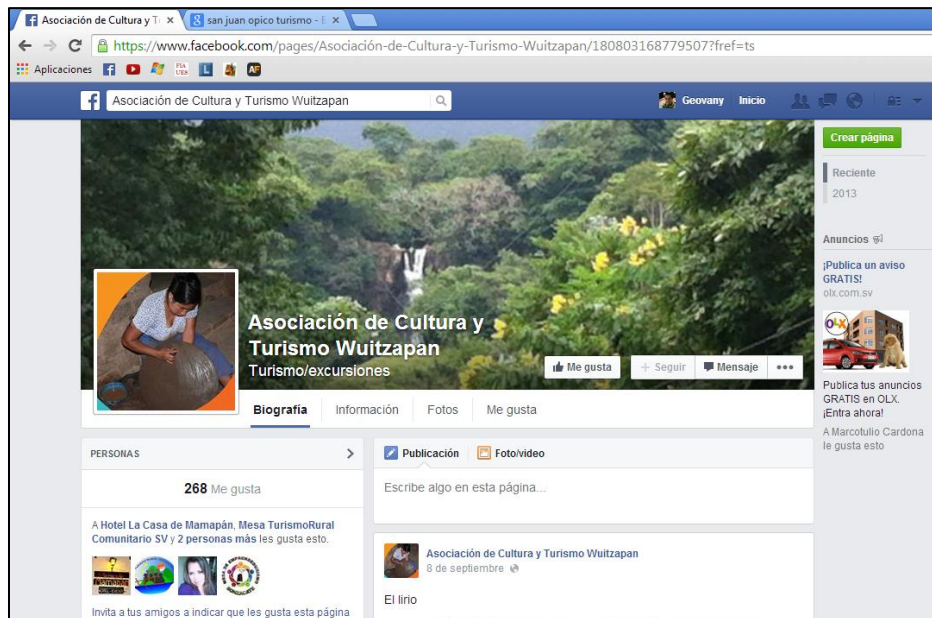 Asociación de Cultura y T
san juan opico turismo - B
https://www.facebook.com/pages/Asociación-de-Cultura-y-Turismo-Wuitzapan/180803168779507?fref=ts
Aplicaciones
Asociación de Cultura y Turismo Wuitzapan
Geovany Inicio
Crear página
Reciente
2013
Anuncios
¡Publica un aviso
GRATIS!
olx.com.sv
OLX
Publica tus anuncios
GRATIS en OLX.
¡Entra ahora!
A Marcotulio Cardona
le gusta esto
Asociación de Cultura y
Turismo Wuitzapan
Turismo/excursiones
Me gusta
+ Seguir
Mensaje
Biografía Información Fotos Me gusta
PERSONAS
268 Me gusta
A Hotel La Casa de Mamapán, Mesa TurismoRural
Comunitario SV y 2 personas más les gusta esto.
Invita a tus amigos a indicar que les gusta esta página
Publicación Foto/video
Escribe algo en esta página...
Asociación de Cultura y Turismo Wuitzapan
8 de septiembre
El lirio